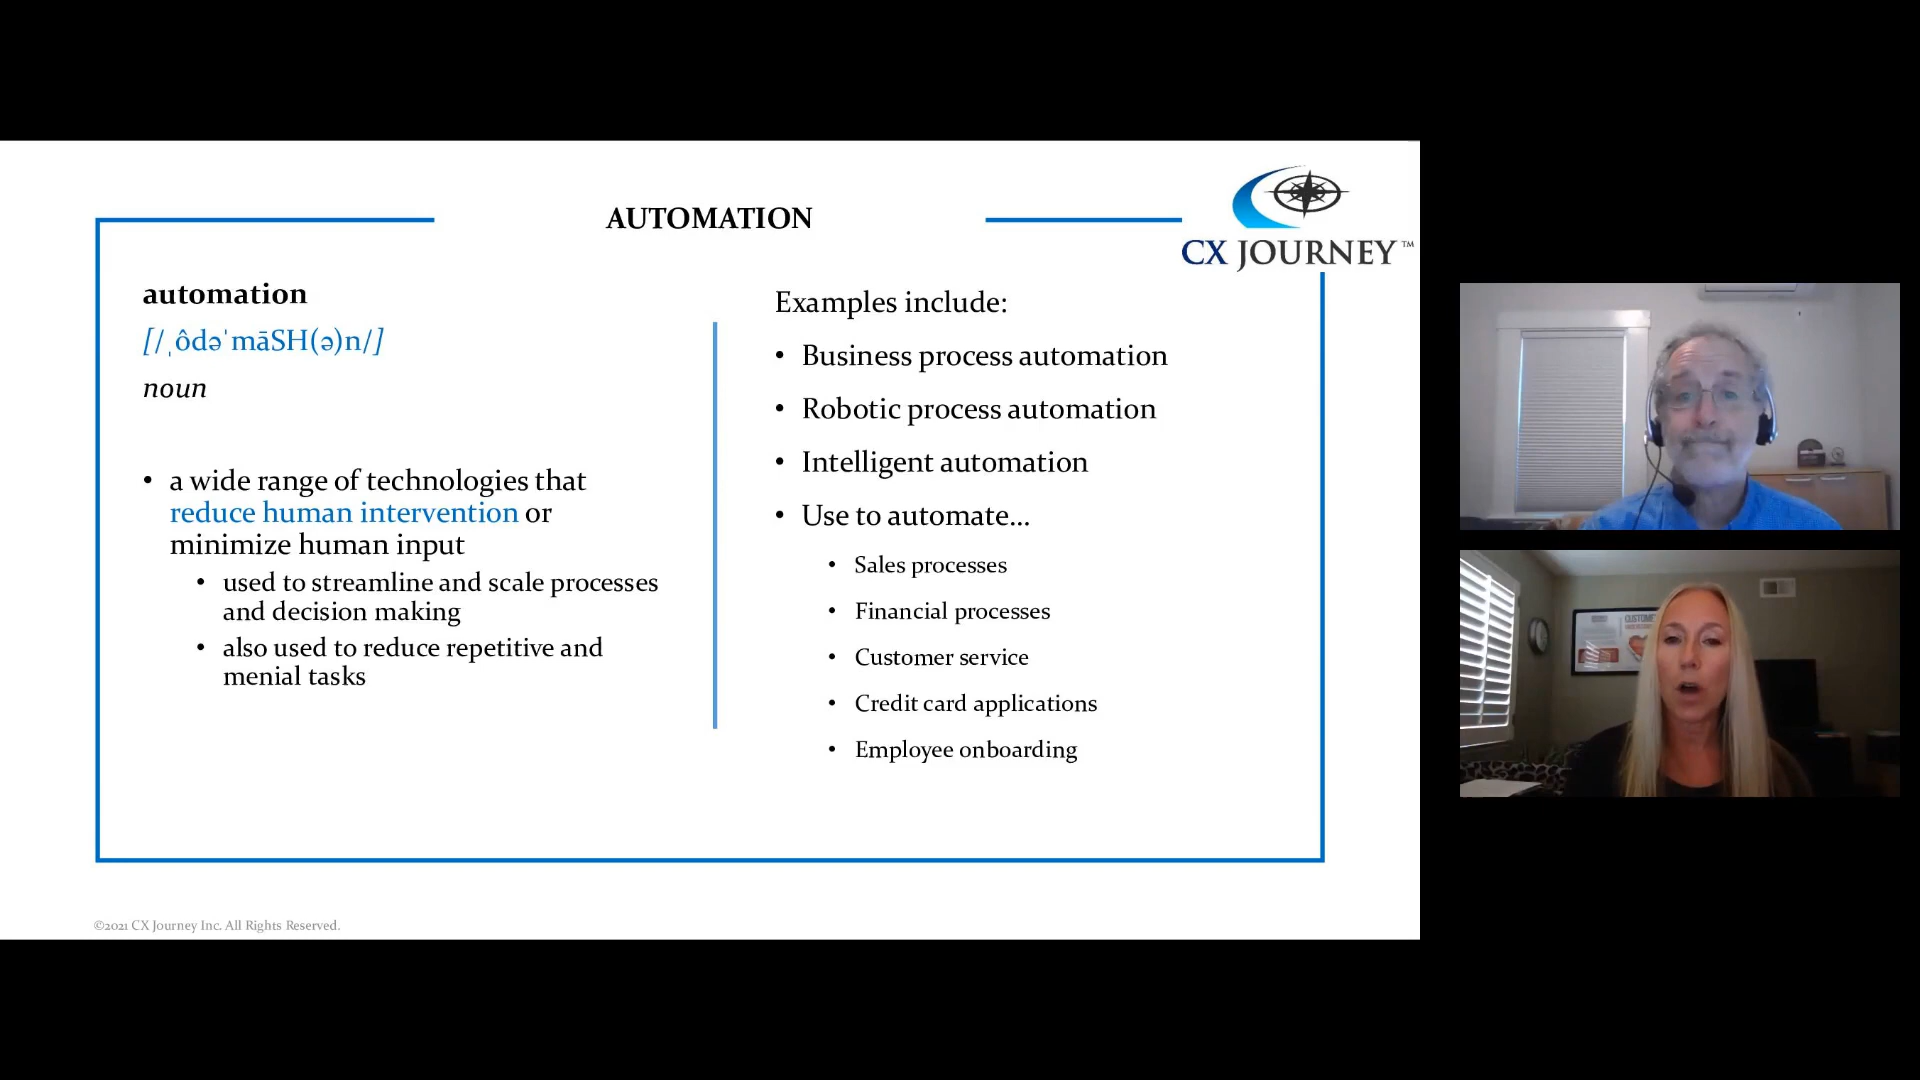 AUTOMATION
CX JOURNEY™
automation
[/ˌôdəˈmāSH(ə)n/]
noun
• a wide range of technologies that
reduce human intervention or
minimize human input
• used to streamline and scale processes
and decision making
• also used to reduce repetitive and
menial tasks
Examples include:
• Business process automation
• Robotic process automation
• Intelligent automation
• Use to automate...
• Sales processes
• Financial processes
• Customer service
• Credit card applications
• Employee onboarding
©2021 CX Journey Inc. All Rights Reserved.